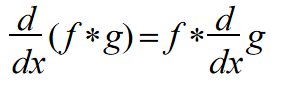 d/dx (f * g) = f * d/dx g